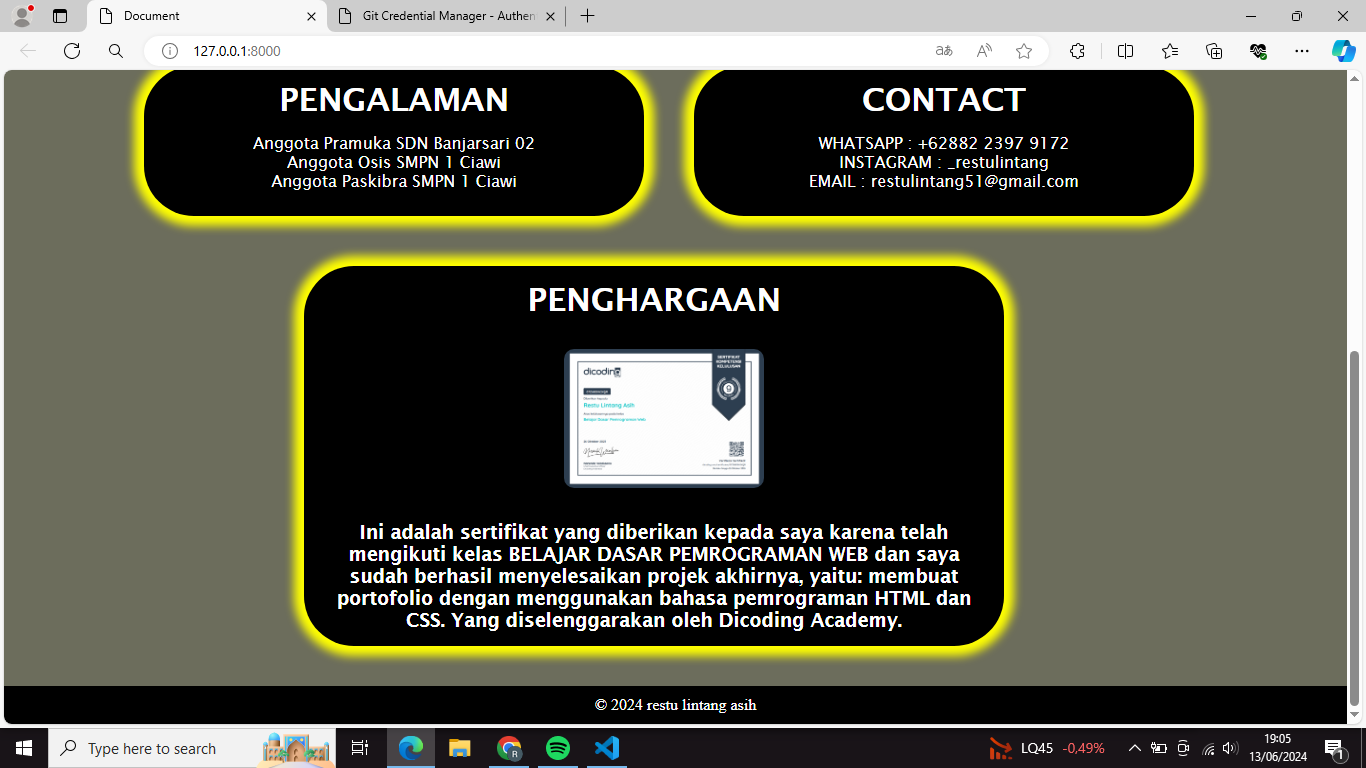 Document
Git Credential Manager - Authen
127.0.0.1:8000
PENGALAMAN
Anggota Pramuka SDN Banjarsari 02
Anggota Osis SMPN 1 Ciawi
Anggota Paskibra SMPN 1 Ciawi
CONTACT
WHATSAPP : +62882 2397 9172
INSTAGRAM : _restulintang
EMAIL : restulintang51@gmail.com
PENGHARGAAN
SERTIFIKAT
KOMPETENSI
KELULUSAN
dicoding
Restu Lintang Asih
Belajar Dasar Pemrograman Web
Ini adalah sertifikat yang diberikan kepada saya karena telah
mengikuti kelas BELAJAR DASAR PEMROGRAMAN WEB dan saya
sudah berhasil menyelesaikan projek akhirnya, yaitu: membuat
portofolio dengan menggunakan bahasa pemrograman HTML dan
CSS. Yang diselenggarakan oleh Dicoding Academy.
© 2024 restu lintang asih
Type here to search
LQ45 -0,49%
19:05
13/06/2024
1